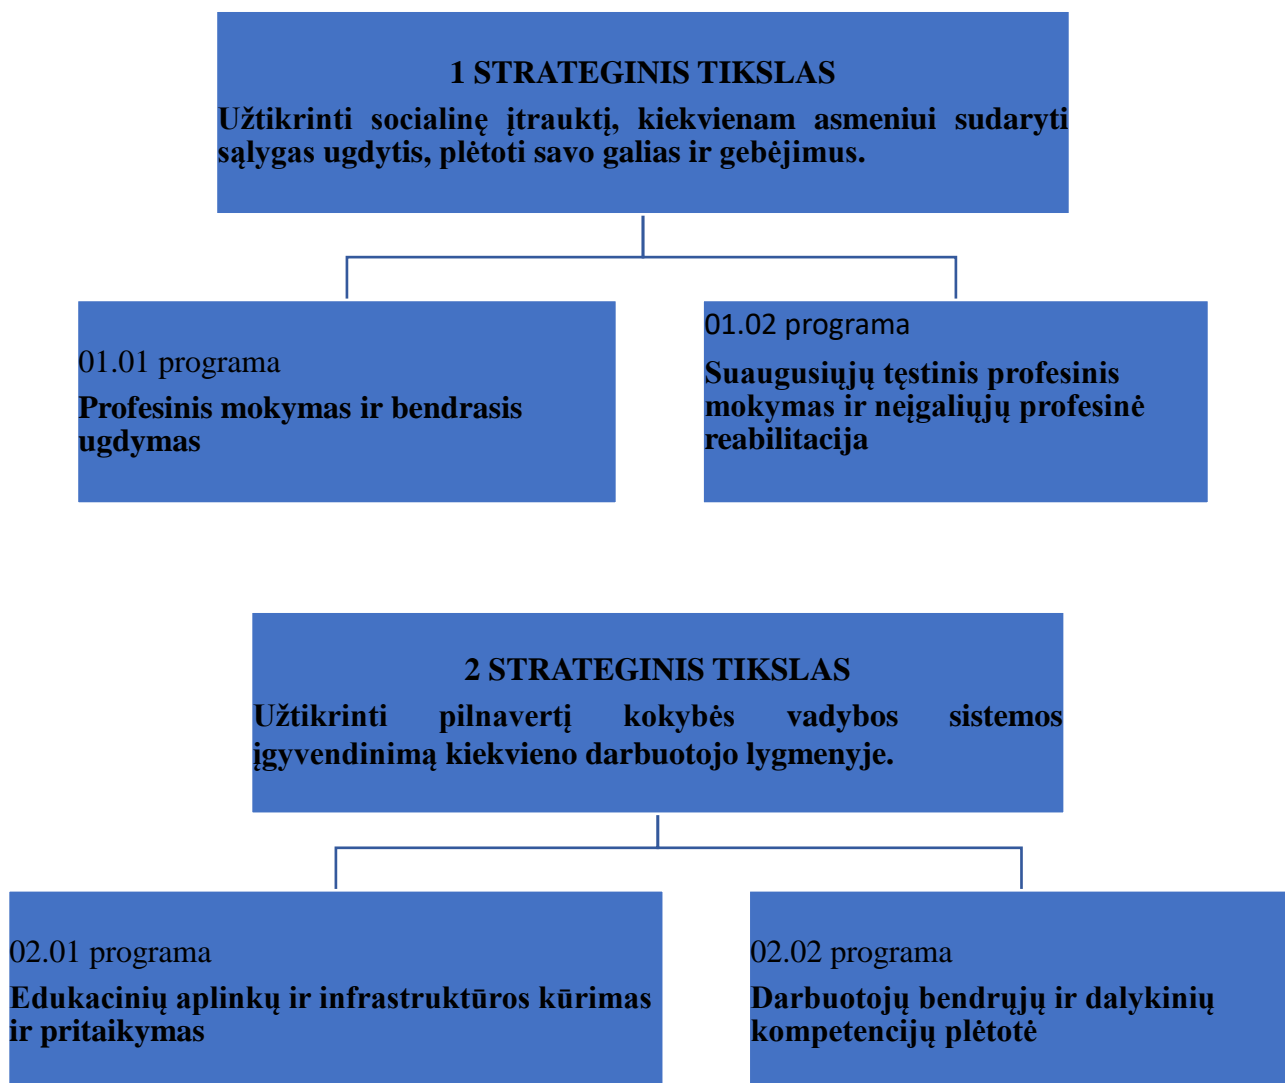 1 STRATEGINIS TIKSLAS
Užtikrinti socialinę įtrauktį, kiekvienam asmeniui sudaryti
sąlygas ugdytis, plėtoti savo galias ir gebėjimus.
01.01 programa
Profesinis mokymas ir bendrasis
ugdymas
01.02 programa
Suaugusiųjų tęstinis profesinis
mokymas ir neįgaliųjų profesinė
reabilitacija
2 STRATEGINIS TIKSLAS
Užtikrinti pilnavertį kokybės vadybos sistemos
įgyvendinimą kiekvieno darbuotojo lygmenyje.
02.01 programa
Edukacinių aplinkų ir infrastruktūros kūrimas
ir pritaikymas
02.02 programa
Darbuotojų bendrųjų ir dalykinių
kompetencijų plėtotė